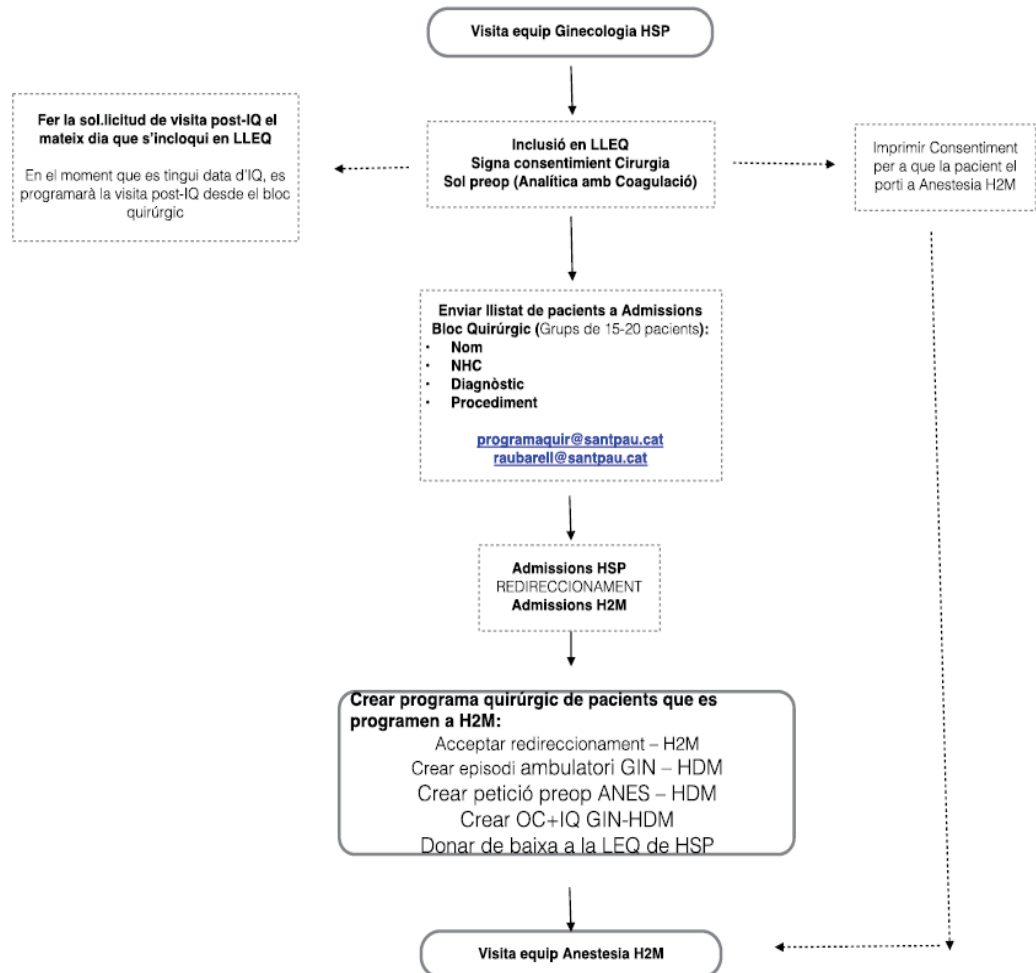 Visita equip Ginecologia HSP
Fer la sol.licitud de visita post-IQ el
mateix dia que s'incloqui en LLEQ
En el moment que es tingui data d'IQ, es
programarà la visita post-IQ desde el bloc
quirúrgic
Inclusió en LLEQ
Signa consentimient Cirurgia
Sol preop (Analítica amb Coagulació)
Imprimir Consentiment
per a que la pacient el
porti a Anestesia H2M
Enviar llistat de pacients a Admissions
Bloc Quirúrgic (Grups de 15-20 pacients):
• Nom
• NHC
• Diagnòstic
• Procediment
programaquir@santpau.cat
raubarell@santpau.cat
Admissions HSP
REDIRECCIONAMENT
Admissions H2M
Crear programa quirúrgic de pacients que es
programen a H2M:
Acceptar redireccionament – H2M
Crear episodi ambulatori GIN – HDM
Crear petició preop ANES – HDM
Crear OC+IQ GIN-HDM
Donar de baixa a la LEQ de HSP
Visita equip Anestesia H2M